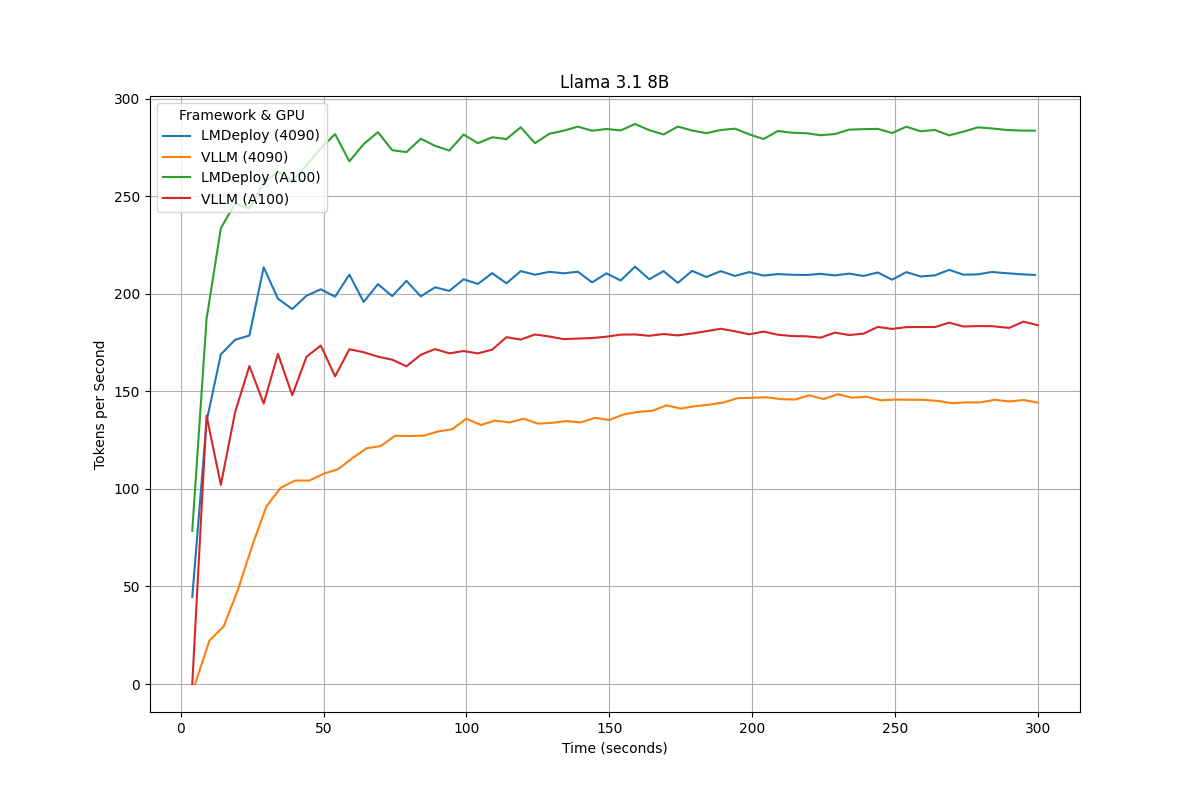 Llama 3.1 8B
Framework & GPU
LMDeploy (4090)
VLLM (4090)
LMDeploy (A100)
VLLM (A100)
Tokens per Second
300
250
200
150
100
50
0
0 50 100 150 200 250 300
Time (seconds)